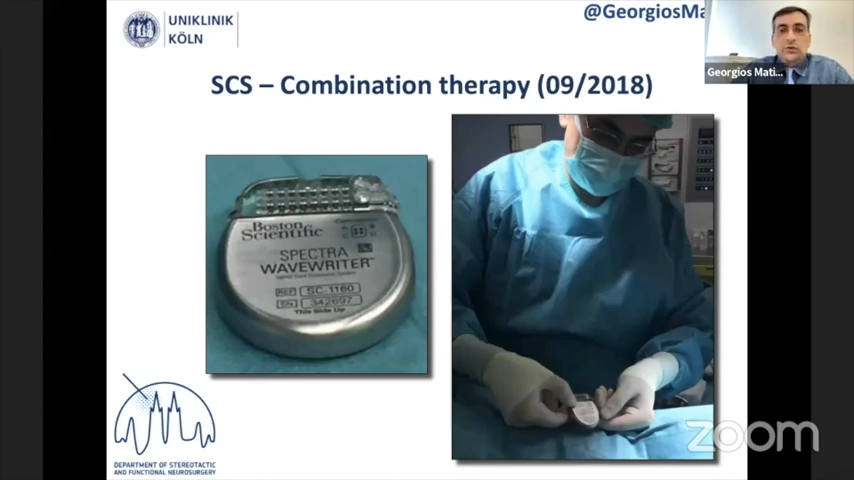 UNIKLINIK
KÖLN
@GeorgiosMa
Georgios Mati...
SCS – Combination therapy (09/2018)
Boston
Scientific
SPECTRA
WAVEWRITER™
REF SC-1160
SN 342697
This Side Up
DEPARTMENT OF STEREOTACTIC
AND FUNCTIONAL NEUROSURGERY
zoom